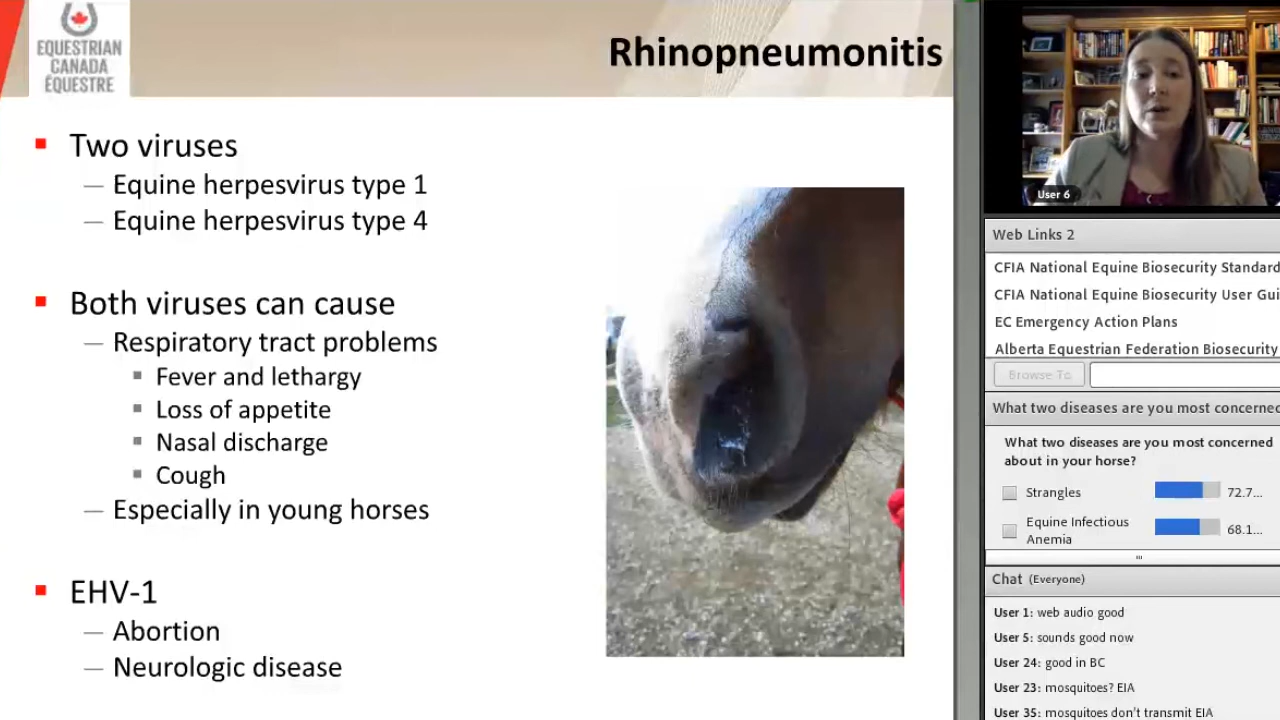 EQUESTRIAN
CANADA
ÉQUESTRE
Rhinopneumonitis
Two viruses
— Equine herpesvirus type 1
— Equine herpesvirus type 4
Both viruses can cause
— Respiratory tract problems
Fever and lethargy
Loss of appetite
Nasal discharge
Cough
— Especially in young horses
EHV-1
— Abortion
— Neurologic disease
User 6
Web Links 2
CFIA National Equine Biosecurity Standard
CFIA National Equine Biosecurity User Gui
EC Emergency Action Plans
Alberta Equestrian Federation Biosecurity
Browse To
What two diseases are you most concerned
What two diseases are you most concerned
about in your horse?
Strangles 72.7...
Equine Infectious
Anemia 68.1...
Chat (Everyone)
User 1: web audio good
User 5: sounds good now
User 24: good in BC
User 23: mosquitoes? EIA
User 35: mosquitoes don't transmit EIA